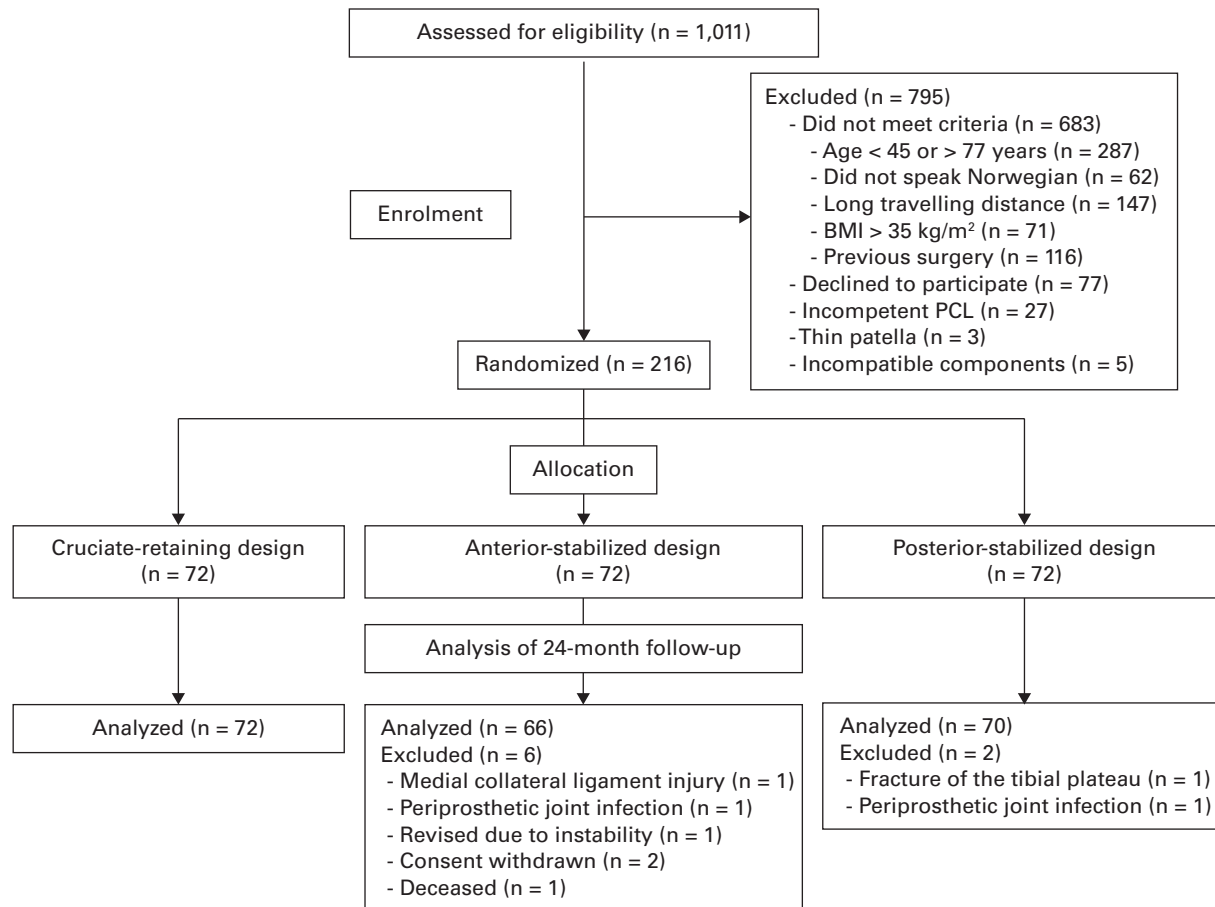 Assessed for eligibility (n = 1,011)
Excluded (n = 795)
- Did not meet criteria (n = 683)
- Age < 45 or > 77 years (n = 287)
- Did not speak Norwegian (n = 62)
- Long travelling distance (n = 147)
- BMI > 35 kg/m² (n = 71)
- Previous surgery (n = 116)
- Declined to participate (n = 77)
- Incompetent PCL (n = 27)
- Thin patella (n = 3)
- Incompatible components (n = 5)
Enrolment
Randomized (n = 216)
Allocation
Cruciate-retaining design
(n = 72)
Anterior-stabilized design
(n = 72)
Posterior-stabilized design
(n = 72)
Analysis of 24-month follow-up
Analyzed (n = 72)
Analyzed (n = 66)
Excluded (n = 6)
- Medial collateral ligament injury (n = 1)
- Periprosthetic joint infection (n = 1)
- Revised due to instability (n = 1)
- Consent withdrawn (n = 2)
- Deceased (n = 1)
Analyzed (n = 70)
Excluded (n = 2)
- Fracture of the tibial plateau (n = 1)
- Periprosthetic joint infection (n = 1)